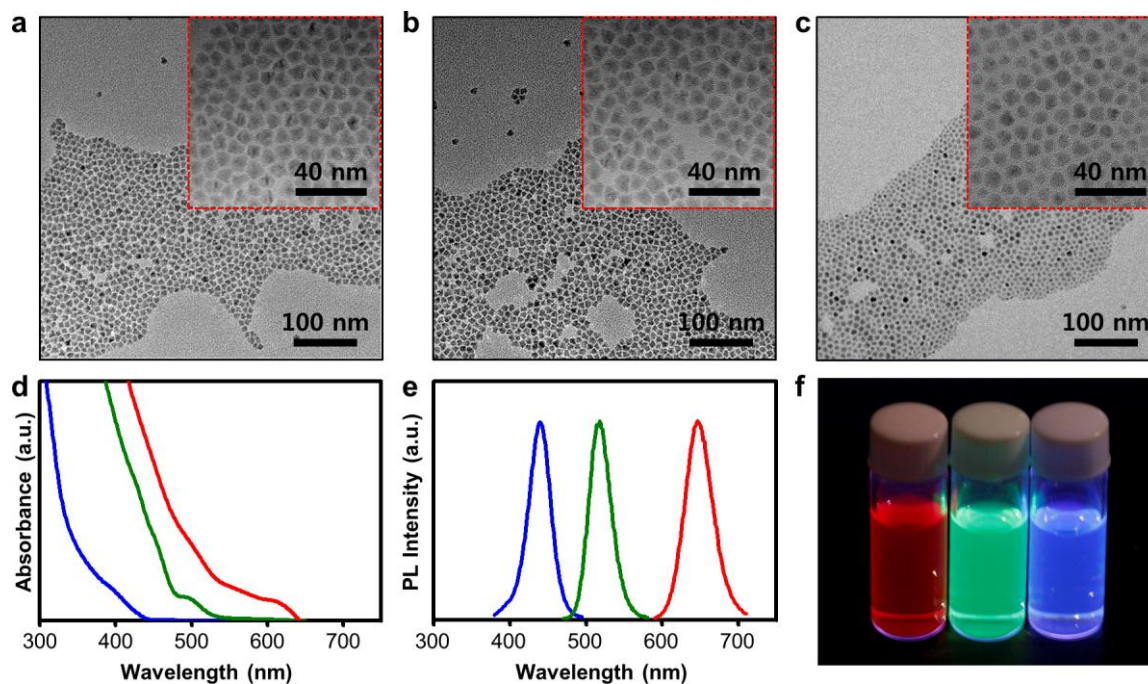 a
40 nm
100 nm
b
40 nm
100 nm
c
40 nm
100 nm
d
Absorbance (a.u.)
300 400 500 600 700
Wavelength (nm)
e
PL Intensity (a.u.)
400 500 600 700
Wavelength (nm)
f